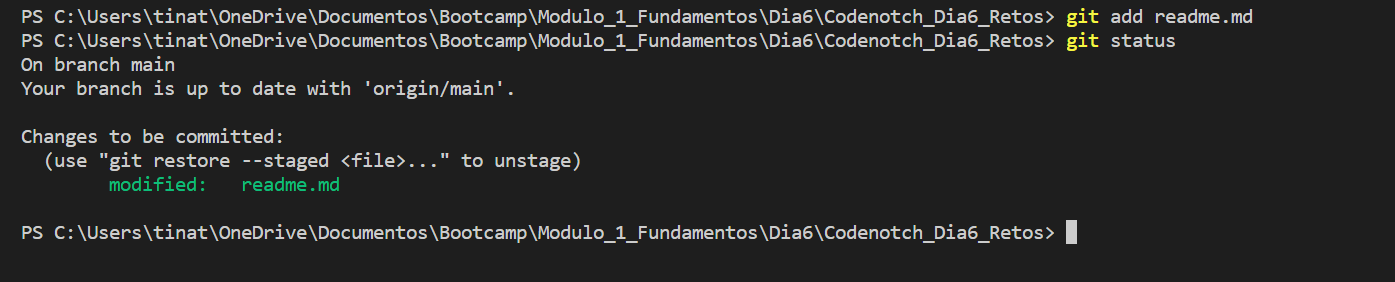 PS C:\Users\tinat\OneDrive\Documentos\Bootcamp\Modulo_1_Fundamentos\Dia6\Codenotch_Dia6_Retos> git add readme.md
PS C:\Users\tinat\OneDrive\Documentos\Bootcamp\Modulo_1_Fundamentos\Dia6\Codenotch_Dia6_Retos> git status
On branch main
Your branch is up to date with 'origin/main'.

Changes to be committed:
  (use "git restore --staged <file>..." to unstage)
        modified:   readme.md

PS C:\Users\tinat\OneDrive\Documentos\Bootcamp\Modulo_1_Fundamentos\Dia6\Codenotch_Dia6_Retos>